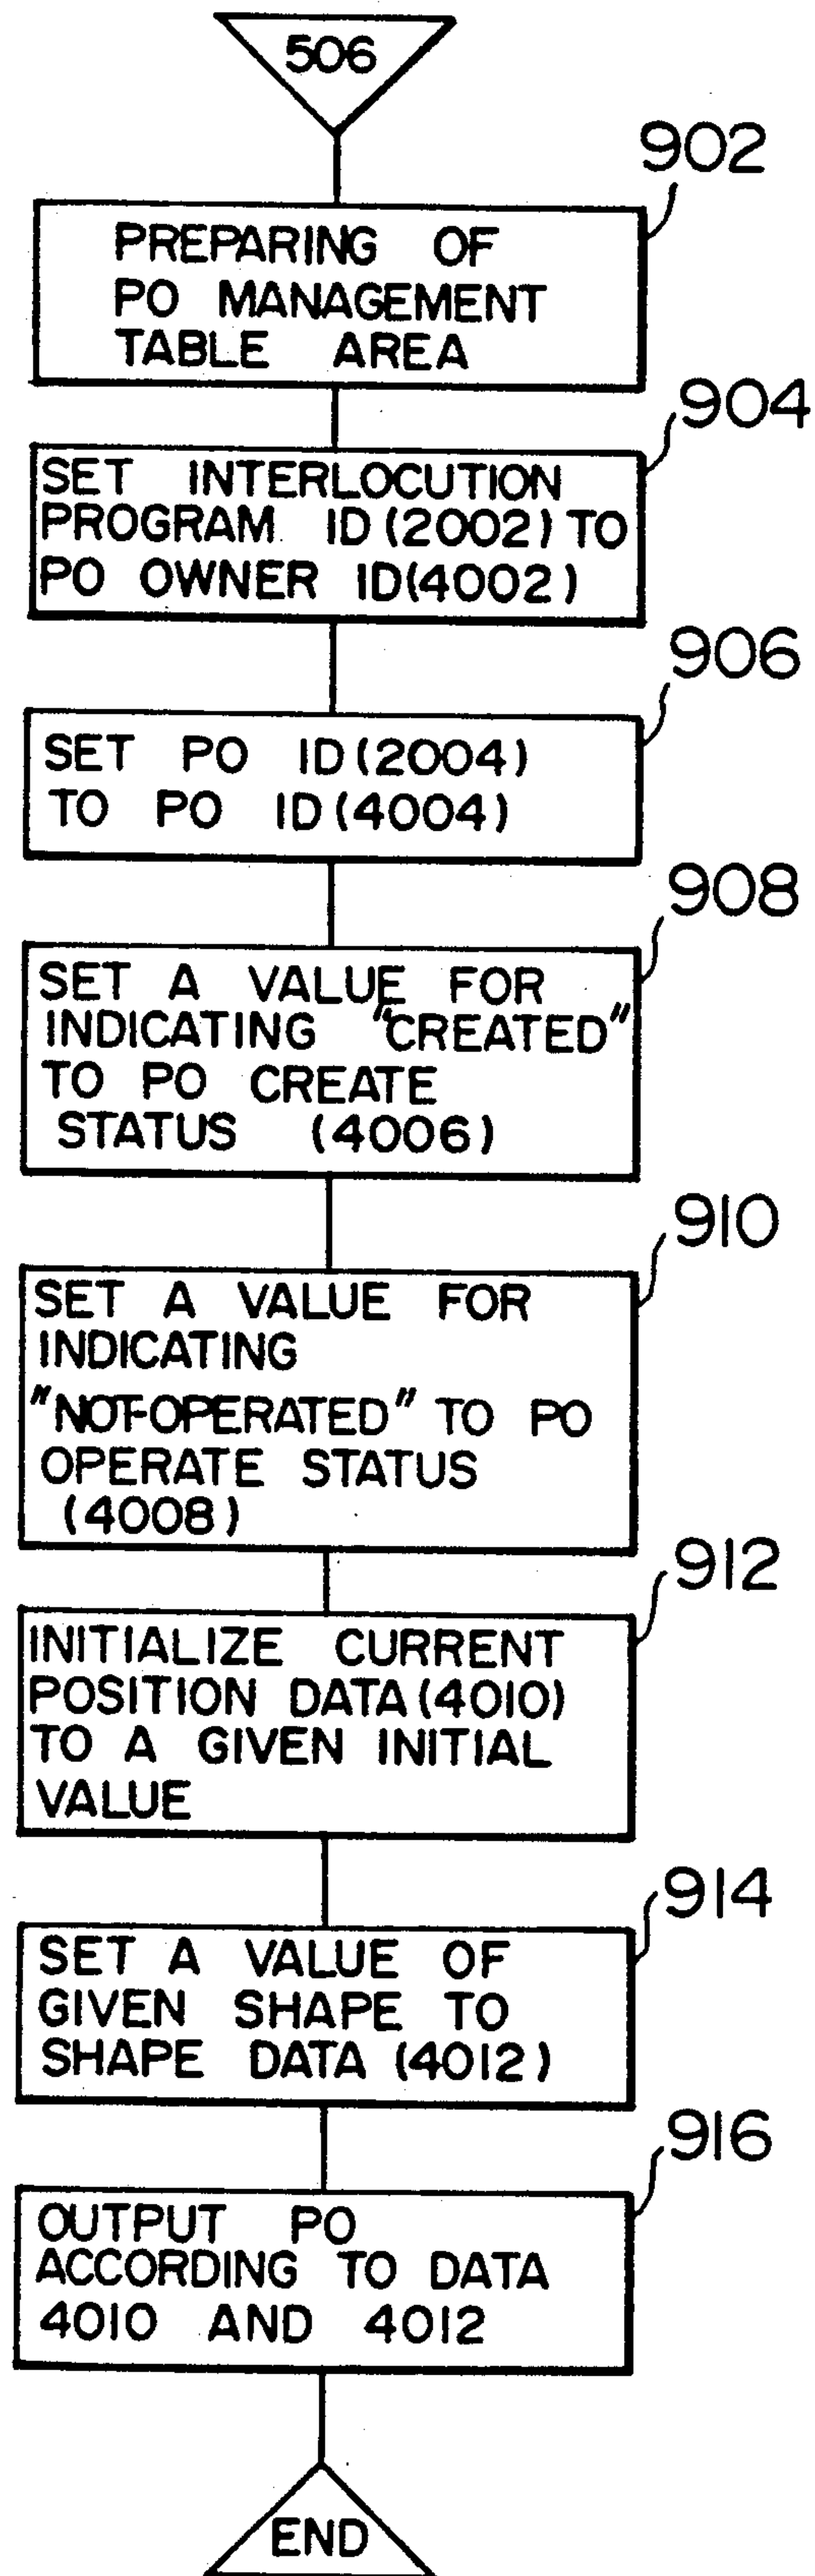 506
902
PREPARING OF
PO MANAGEMENT
TABLE AREA
904
SET INTERLOCUTION
PROGRAM ID (2002) TO
PO OWNER ID(4002)
906
SET PO ID (2004)
TO PO ID (4004)
908
SET A VALUE FOR
INDICATING "CREATED"
TO PO CREATE
STATUS (4006)
910
SET A VALUE FOR
INDICATING
"NOT-OPERATED" TO PO
OPERATE STATUS
(4008)
912
INITIALIZE CURRENT
POSITION DATA (4010)
TO A GIVEN INITIAL
VALUE
914
SET A VALUE OF
GIVEN SHAPE TO
SHAPE DATA (4012)
916
OUTPUT PO
ACCORDING TO DATA
4010 AND 4012
END